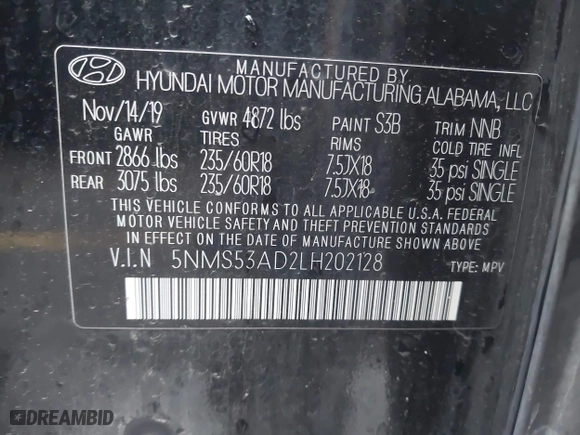 MANUFACTURED BY
HYUNDAI MOTOR MANUFACTURING ALABAMA, LLC
Nov/14/19 GVWR 4872 lbs PAINT S3B TRIM NNB
GAWR TIRES RIMS COLD TIRE INFL
FRONT 2866 lbs 235/60R18 7.5JX18 35 psi SINGLE
REAR 3075 lbs 235/60R18 7.5JX18 35 psi SINGLE
THIS VEHICLE CONFORMS TO ALL APPLICABLE U.S.A. FEDERAL
MOTOR VEHICLE SAFETY AND THEFT PREVENTION STANDARDS
IN EFFECT ON THE DATE OF MANUFACTURE SHOWN ABOVE.
V.I.N 5NMS53AD2LH202128 TYPE: MPV
DREAMBID